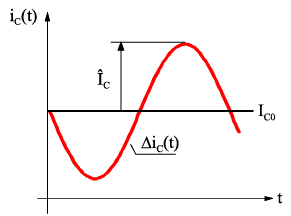 i_C(t)
Î_C
I_C0
Δi_C(t)
t